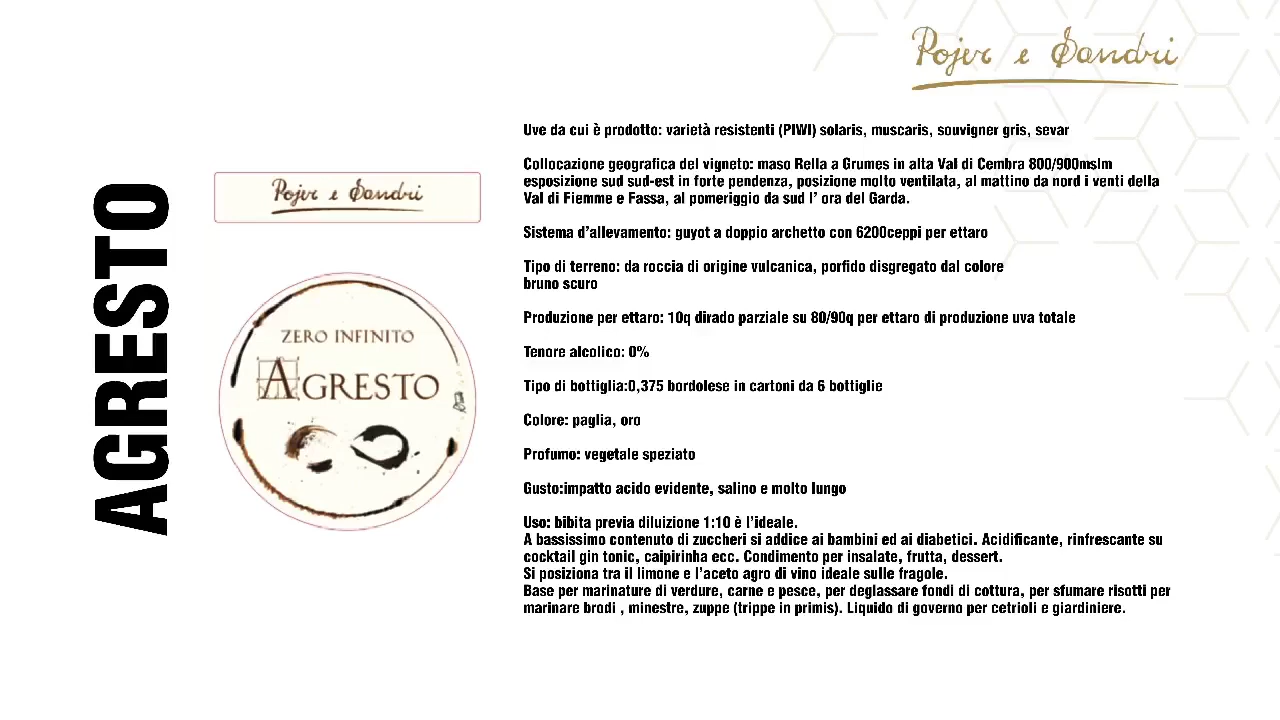 Pojer e Sandri
AGRESTO
Pojer e Sandri
ZERO INFINITO
AGRESTO
Uve da cui è prodotto: varietà resistenti (PIWI) solaris, muscaris, souvigner gris, sevar
Collocazione geografica del vigneto: maso Rella a Grumes in alta Val di Cembra 800/900mslm
esposizione sud sud-est in forte pendenza, posizione molto ventilata, al mattino da nord i venti della
Val di Fiemme e Fassa, al pomeriggio da sud l' ora del Garda.
Sistema d'allevamento: guyot a doppio archetto con 6200ceppi per ettaro
Tipo di terreno: da roccia di origine vulcanica, porfido disgregato dal colore
bruno scuro
Produzione per ettaro: 10q dirado parziale su 80/90q per ettaro di produzione uva totale
Tenore alcolico: 0%
Tipo di bottiglia:0,375 bordolese in cartoni da 6 bottiglie
Colore: paglia, oro
Profumo: vegetale speziato
Gusto:impatto acido evidente, salino e molto lungo
Uso: bibita previa diluizione 1:10 è l'ideale.
A bassissimo contenuto di zuccheri si addice ai bambini ed ai diabetici. Acidificante, rinfrescante su
cocktail gin tonic, caipirinha ecc. Condimento per insalate, frutta, dessert.
Si posiziona tra il limone e l'aceto agro di vino ideale sulle fragole.
Base per marinature di verdure, carne e pesce, per deglassare fondi di cottura, per sfumare risotti per
marinare brodi , minestre, zuppe (trippe in primis). Liquido di governo per cetrioli e giardiniere.